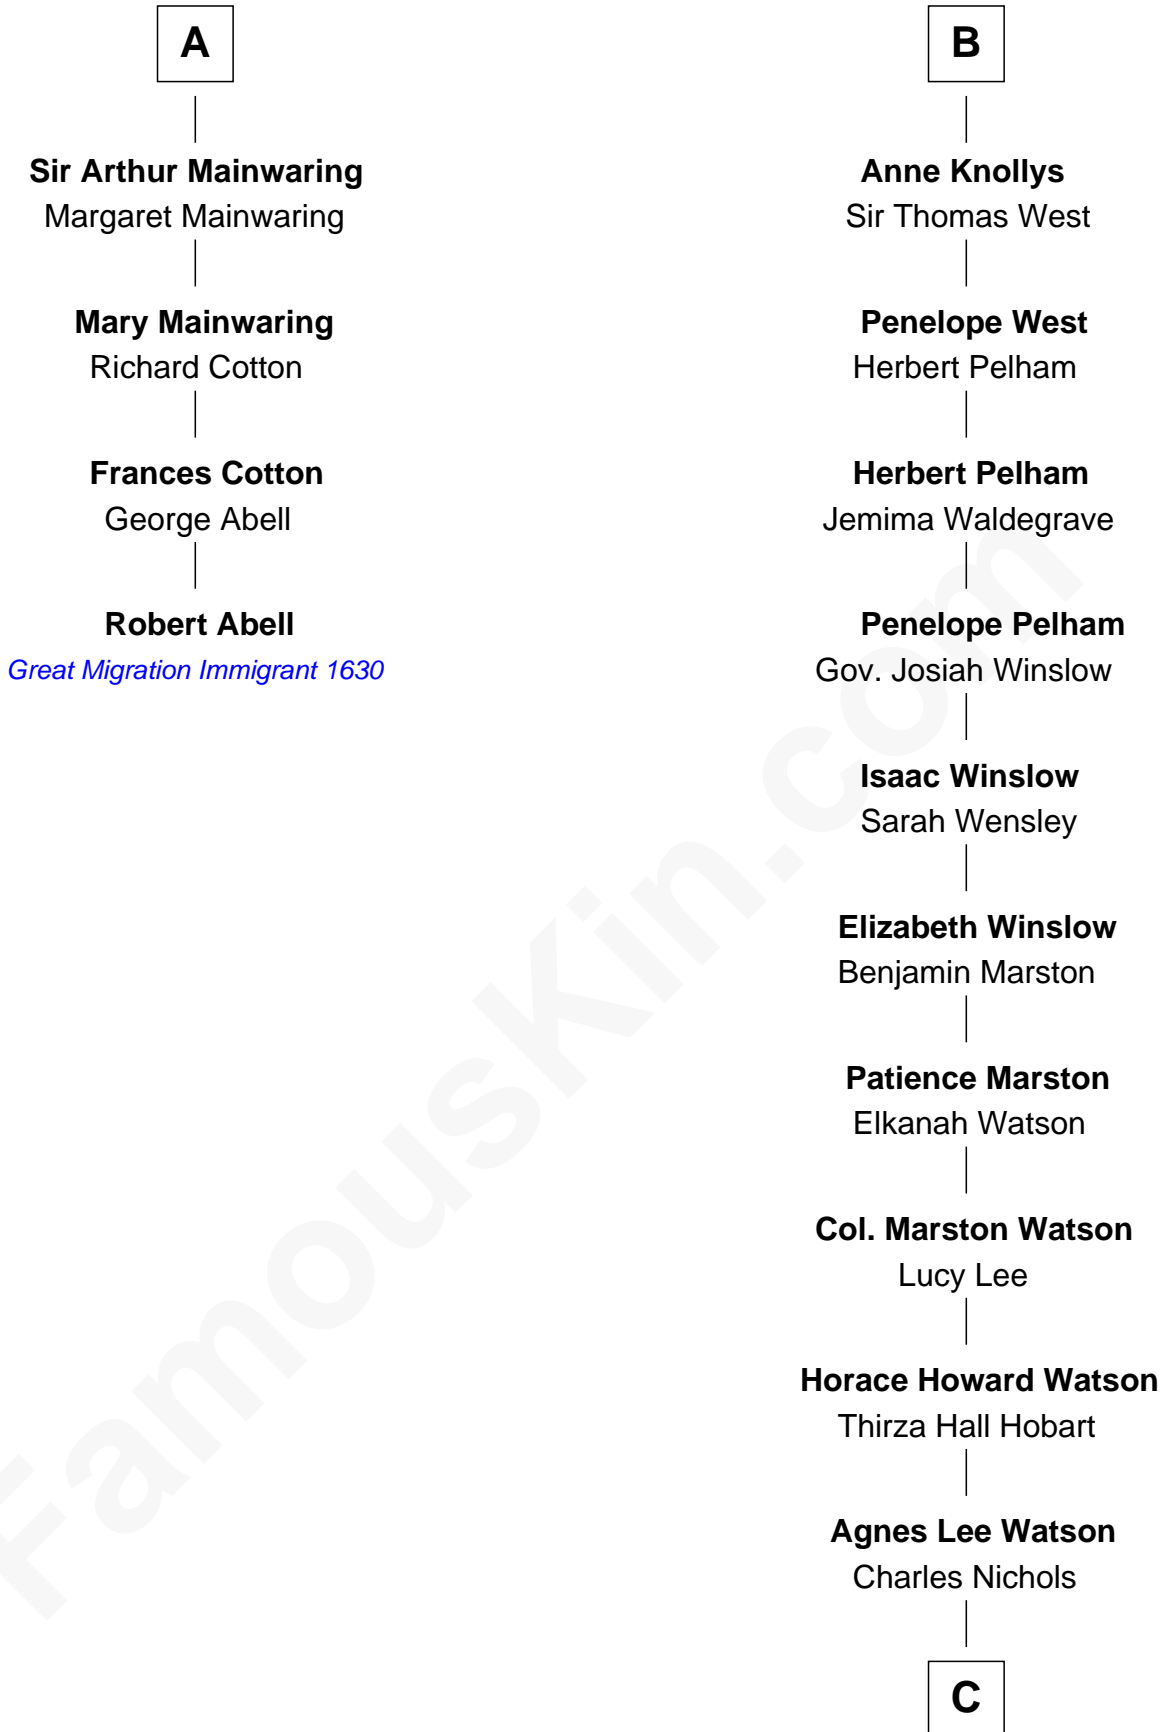 A
Sir Arthur Mainwaring
Margaret Mainwaring
Mary Mainwaring
Richard Cotton
Frances Cotton
George Abell
Robert Abell
Great Migration Immigrant 1630
B
Anne Knollys
Sir Thomas West
Penelope West
Herbert Pelham
Herbert Pelham
Jemima Waldegrave
Penelope Pelham
Gov. Josiah Winslow
Isaac Winslow
Sarah Wensley
Elizabeth Winslow
Benjamin Marston
Patience Marston
Elkanah Watson
Col. Marston Watson
Lucy Lee
Horace Howard Watson
Thirza Hall Hobart
Agnes Lee Watson
Charles Nichols
C
FamousKin.com